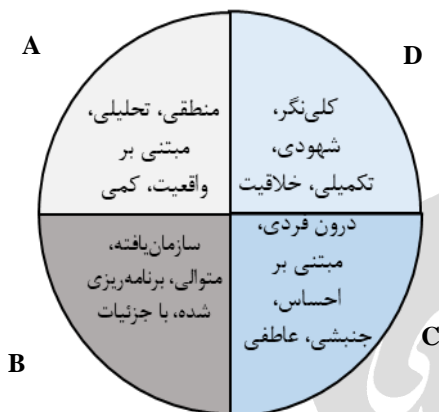 A
D
منطقی، تحلیلی،
مبتنی بر
واقعیت، کمی
کلی‌نگر،
شهودی،
تکمیلی، خلاقیت
سازمان‌یافته،
متوالی، برنامه‌ریزی
شده، با جزئیات
درون فردی،
مبتنی بر
احساس،
جنبشی، عاطفی
B
C